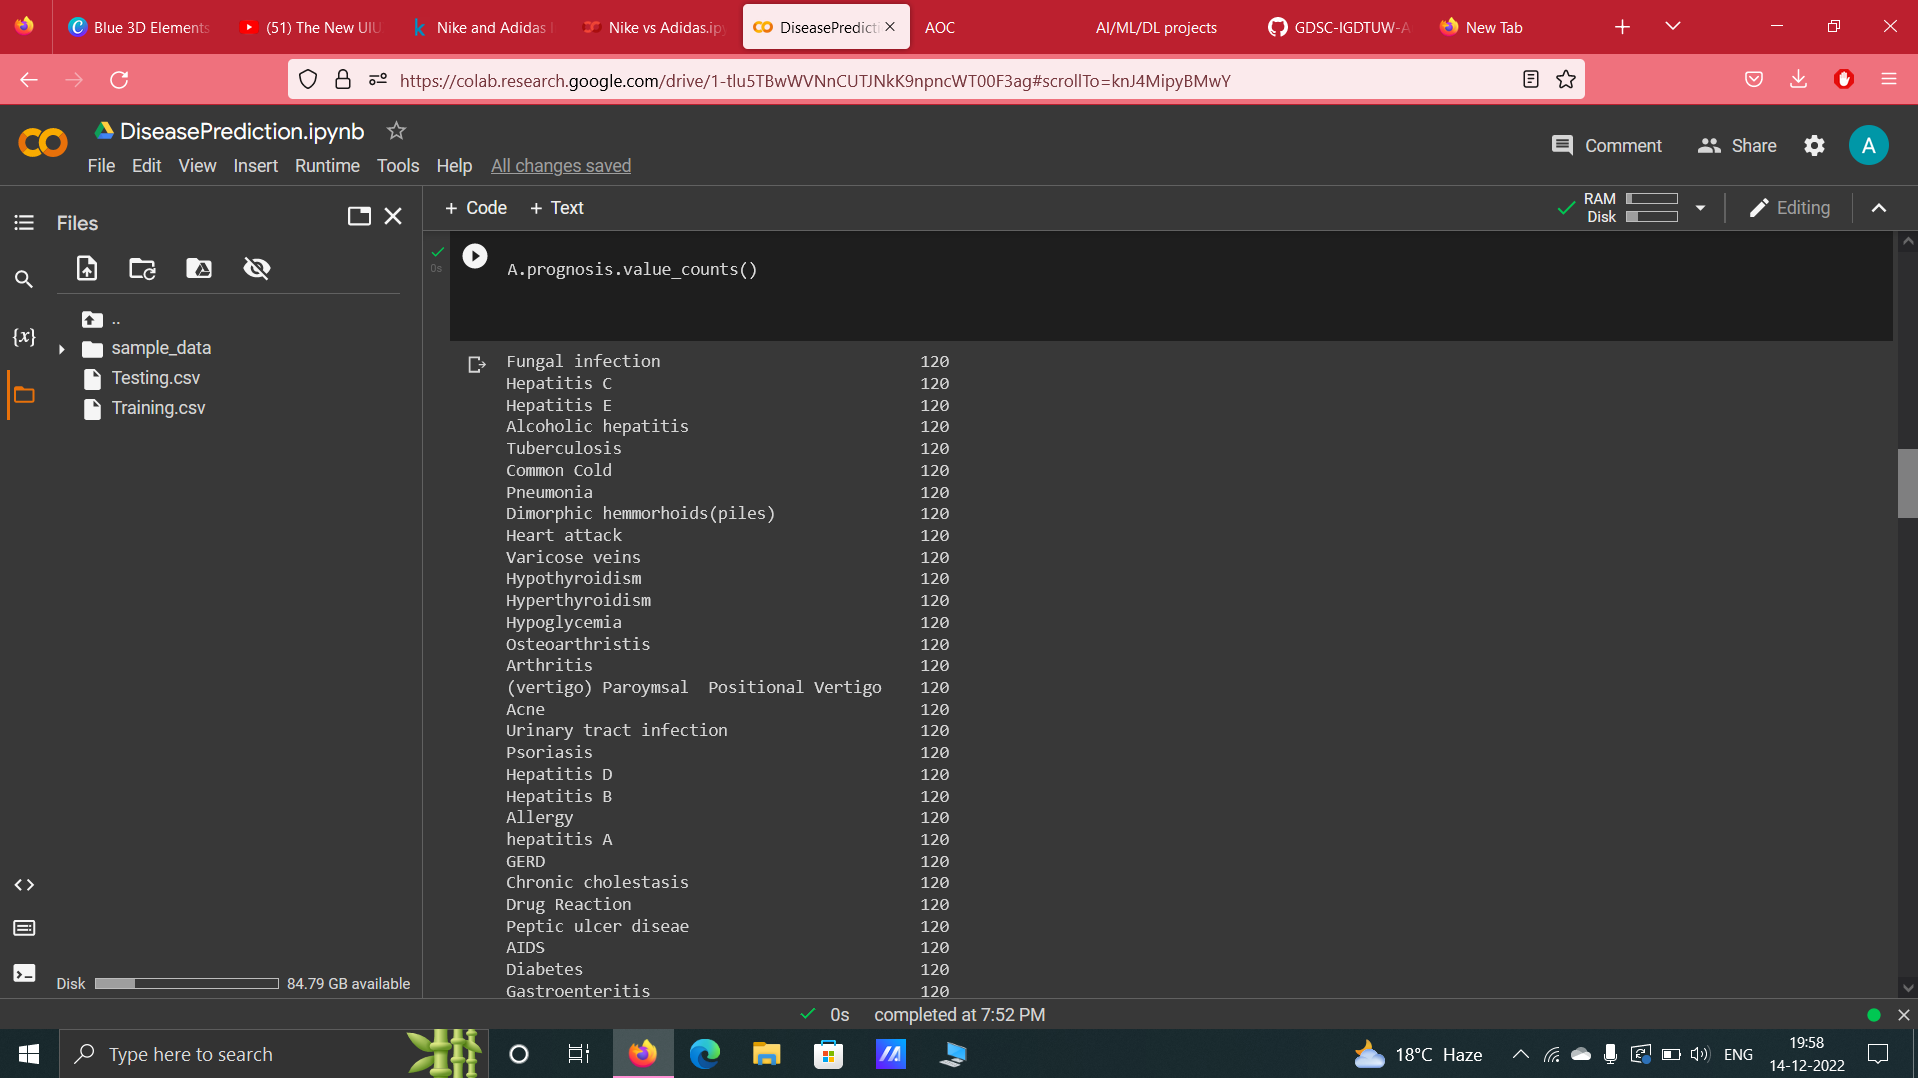 Blue 3D Elements
(51) The New UIU
Nike and Adidas
Nike vs Adidas.ipy
DiseasePredicti
AOC
AI/ML/DL projects
GDSC-IGDTUW-A
New Tab
https://colab.research.google.com/drive/1-tlu5TBwWVNnCUTJNkK9npncWT00F3ag#scrollTo=knJ4MipyBMwY
DiseasePrediction.ipynb
Comment
Share
A
File Edit View Insert Runtime Tools Help All changes saved
Files
+ Code + Text
RAM
Disk
Editing
0s
A.prognosis.value_counts()
{x}
..
sample_data
Testing.csv
Training.csv
Fungal infection 120
Hepatitis C 120
Hepatitis E 120
Alcoholic hepatitis 120
Tuberculosis 120
Common Cold 120
Pneumonia 120
Dimorphic hemmorhoids(piles) 120
Heart attack 120
Varicose veins 120
Hypothyroidism 120
Hyperthyroidism 120
Hypoglycemia 120
Osteoarthristis 120
Arthritis 120
(vertigo) Paroymsal  Positional Vertigo 120
Acne 120
Urinary tract infection 120
Psoriasis 120
Hepatitis D 120
Hepatitis B 120
Allergy 120
hepatitis A 120
GERD 120
Chronic cholestasis 120
Drug Reaction 120
Peptic ulcer diseae 120
AIDS 120
Diabetes 120
Gastroenteritis 120
Disk 84.79 GB available
0s completed at 7:52 PM
Type here to search
18°C Haze
ENG
19:58
14-12-2022